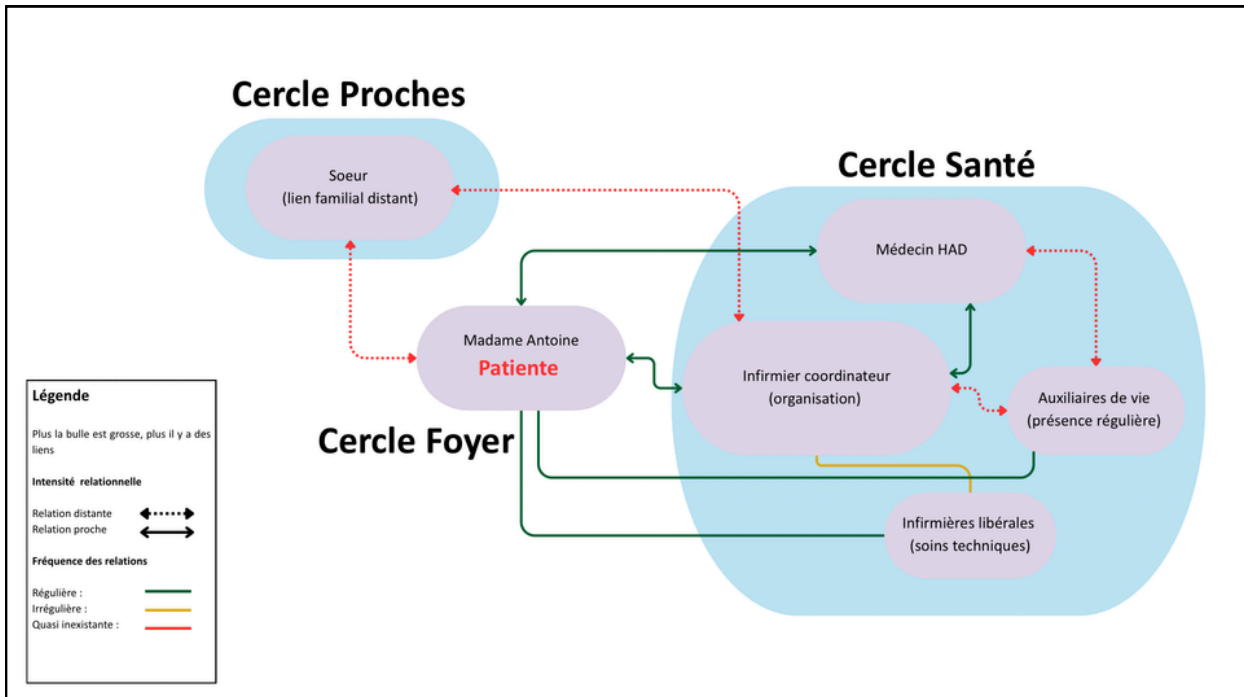 Cercle Proches
Soeur
(lien familial distant)
Cercle Santé
Médecin HAD
Madame Antoine
Patiente
Infirmier coordinateur
(organisation)
Auxiliaires de vie
(présence régulière)
Cercle Foyer
Infirmières libérales
(soins techniques)
Légende
Plus la bulle est grosse, plus il y a des
liens
Intensité relationnelle
Relation distante
Relation proche
Fréquence des relations
Régulière :
Irrégulière :
Quasi inexistante :